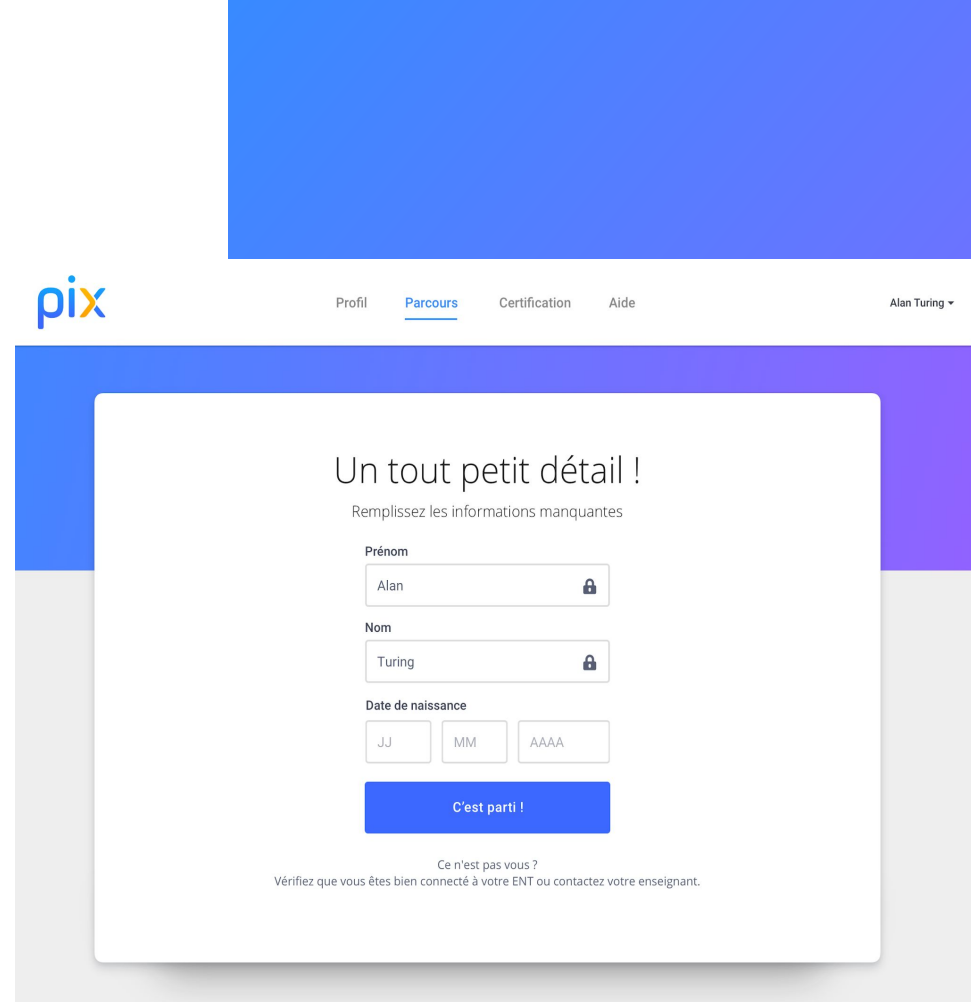 pix
Profil Parcours Certification Aide Alan Turing
Un tout petit détail !
Remplissez les informations manquantes
Prénom
Alan
Nom
Turing
Date de naissance
JJ MM AAAA
C’est parti !
Ce n'est pas vous ?
Vérifiez que vous êtes bien connecté à votre ENT ou contactez votre enseignant.